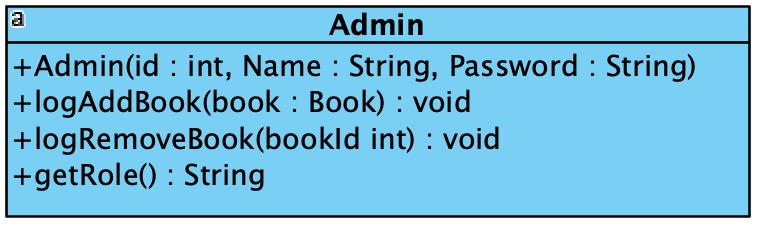 a
Admin
+Admin(id : int, Name : String, Password : String)
+logAddBook(book : Book) : void
+logRemoveBook(bookId int) : void
+getRole() : String